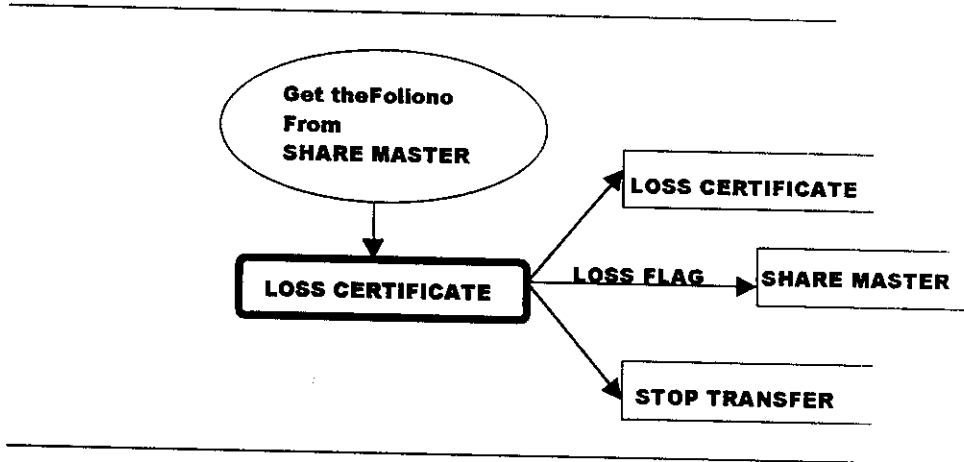 Get theFoliono
From
SHARE MASTER
LOSS CERTIFICATE
LOSS CERTIFICATE
LOSS FLAG
SHARE MASTER
STOP TRANSFER